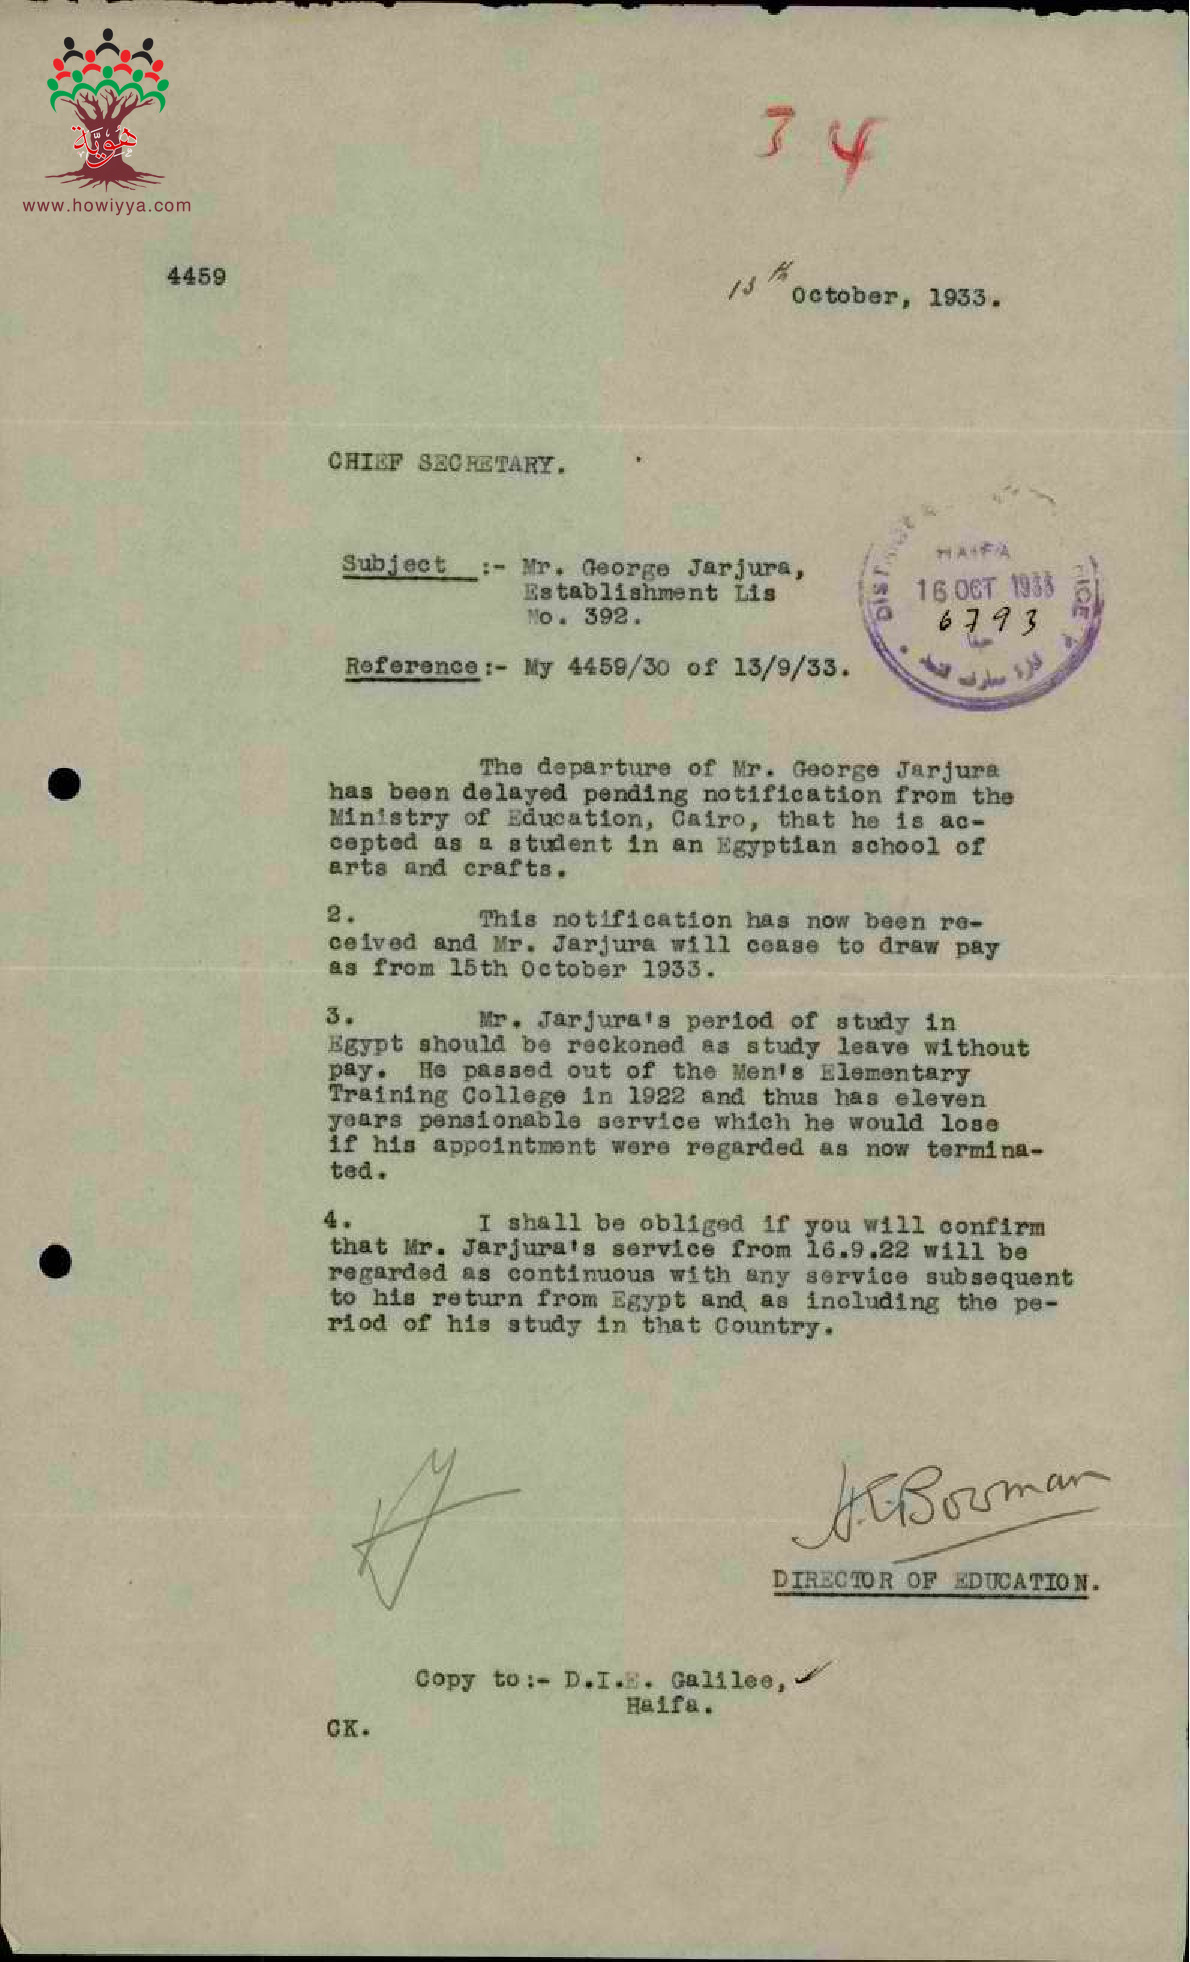 هوية
www.howiyya.com
3 4
4459
13th October, 1933.
CHIEF SECRETARY.
Subject :- Mr. George Jarjura,
Establishment Lis
No. 392.
HAIFA
16 OCT 1933
6793
حيفا
Reference:- My 4459/30 of 13/9/33.
The departure of Mr. George Jarjura
has been delayed pending notification from the
Ministry of Education, Cairo, that he is ac-
cepted as a student in an Egyptian school of
arts and crafts.
2. This notification has now been re-
ceived and Mr. Jarjura will cease to draw pay
as from 15th October 1933.
3. Mr. Jarjura's period of study in
Egypt should be reckoned as study leave without
pay. He passed out of the Men's Elementary
Training College in 1922 and thus has eleven
years pensionable service which he would lose
if his appointment were regarded as now termina-
ted.
4. I shall be obliged if you will confirm
that Mr. Jarjura's service from 16.9.22 will be
regarded as continuous with any service subsequent
to his return from Egypt and as including the pe-
riod of his study in that Country.
H.E. Bowman
DIRECTOR OF EDUCATION.
Copy to:- D.I.E. Galilee,
Haifa.
CK.